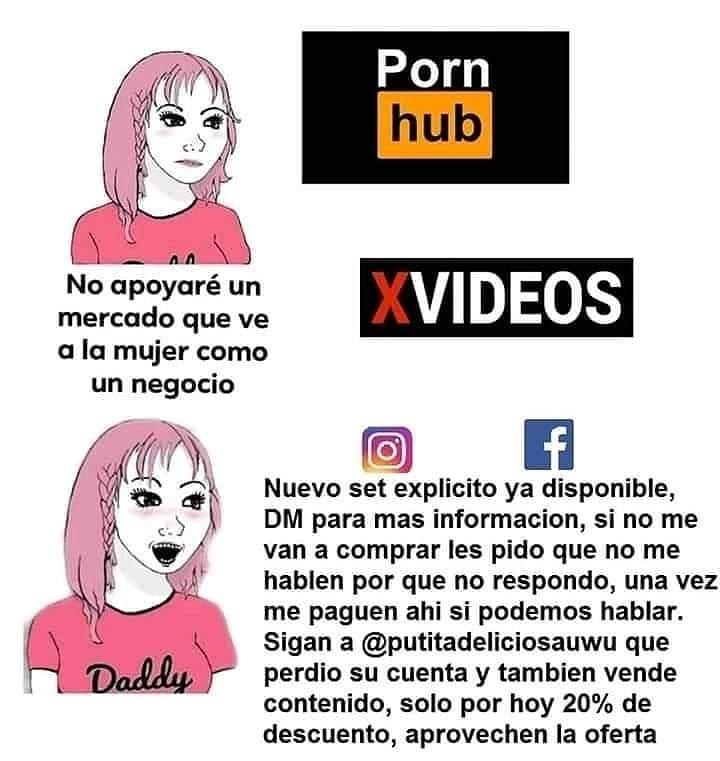 Porn
hub
No apoyaré un
mercado que ve
a la mujer como
un negocio
XVIDEOS
Nuevo set explicito ya disponible,
DM para mas informacion, si no me
van a comprar les pido que no me
hablen por que no respondo, una vez
me paguen ahi si podemos hablar.
Sigan a @putitadeliciosauwu que
perdio su cuenta y tambien vende
contenido, solo por hoy 20% de
descuento, aprovechen la oferta
Daddy